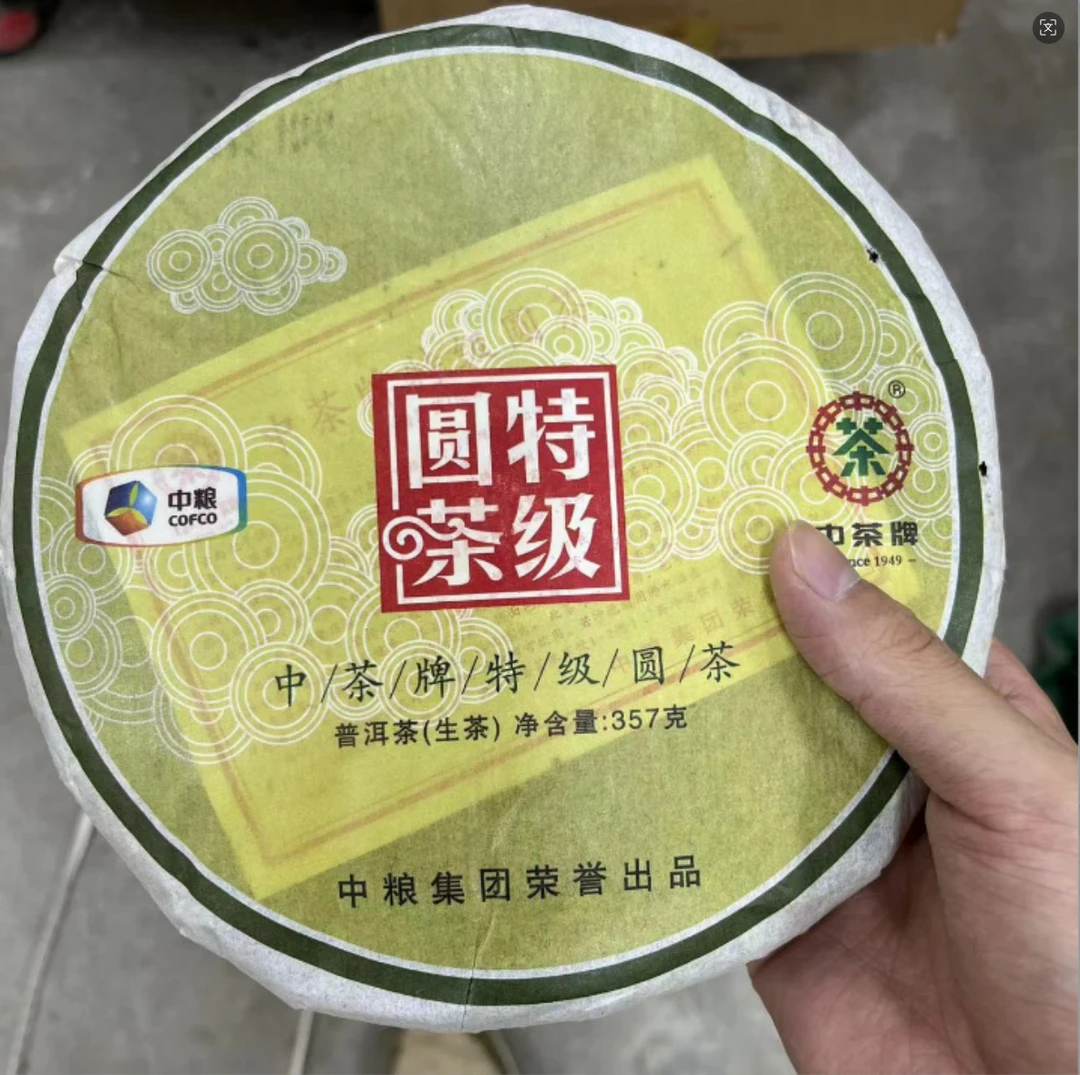 特级
圆茶
中粮
COFCO
茶
®
中茶牌
nce 1949
中/茶/牌/特/级/圆/茶
普洱茶(生茶) 净含量:357克
中粮集团荣誉出品